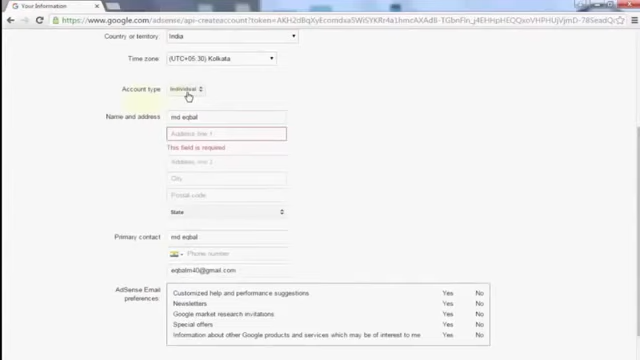 Your Information
https://www.google.com/adsense/api-createaccount?token=
Country or territory India
Time zone (UTC+05:30) Kolkata
Account type Individual
Name and address md eqbal
Address line 1
This field is required
Address line 2
City
Postal code
State
Primary contact md eqbal
Phone number
eqbalm40@gmail.com
AdSense Email preferences
Customized help and performance suggestions Yes No
Newsletters Yes No
Google market research invitations Yes No
Special offers Yes No
Information about other Google products and services which may be of interest to me Yes No